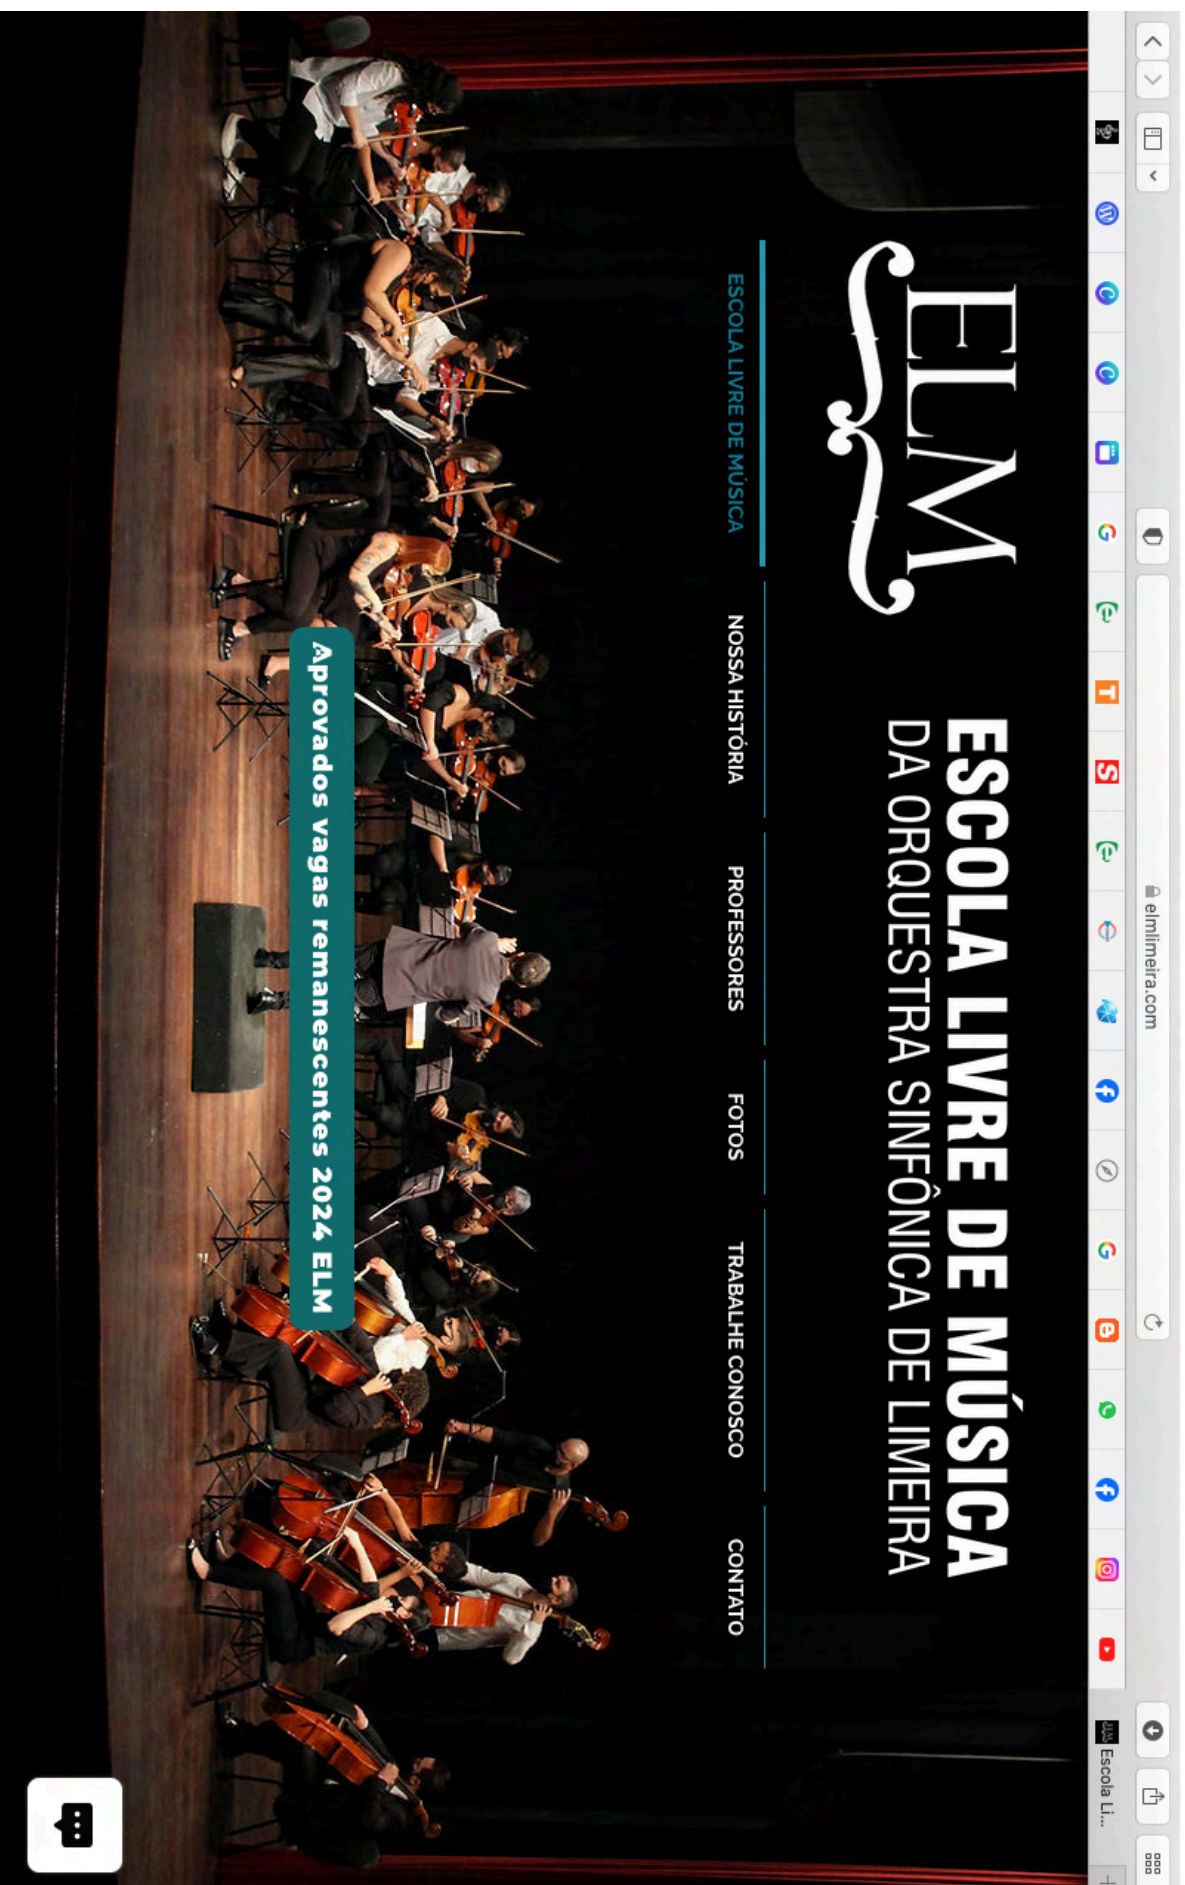 elmlimeira.com
Escola Li...
ELM
ESCOLA LIVRE DE MÚSICA
DA ORQUESTRA SINFÔNICA DE LIMEIRA
ESCOLA LIVRE DE MÚSICA
NOSSA HISTÓRIA
PROFESSORES
FOTOS
TRABALHE CONOSCO
CONTATO
Aprovados vagas remanescentes 2024 ELM